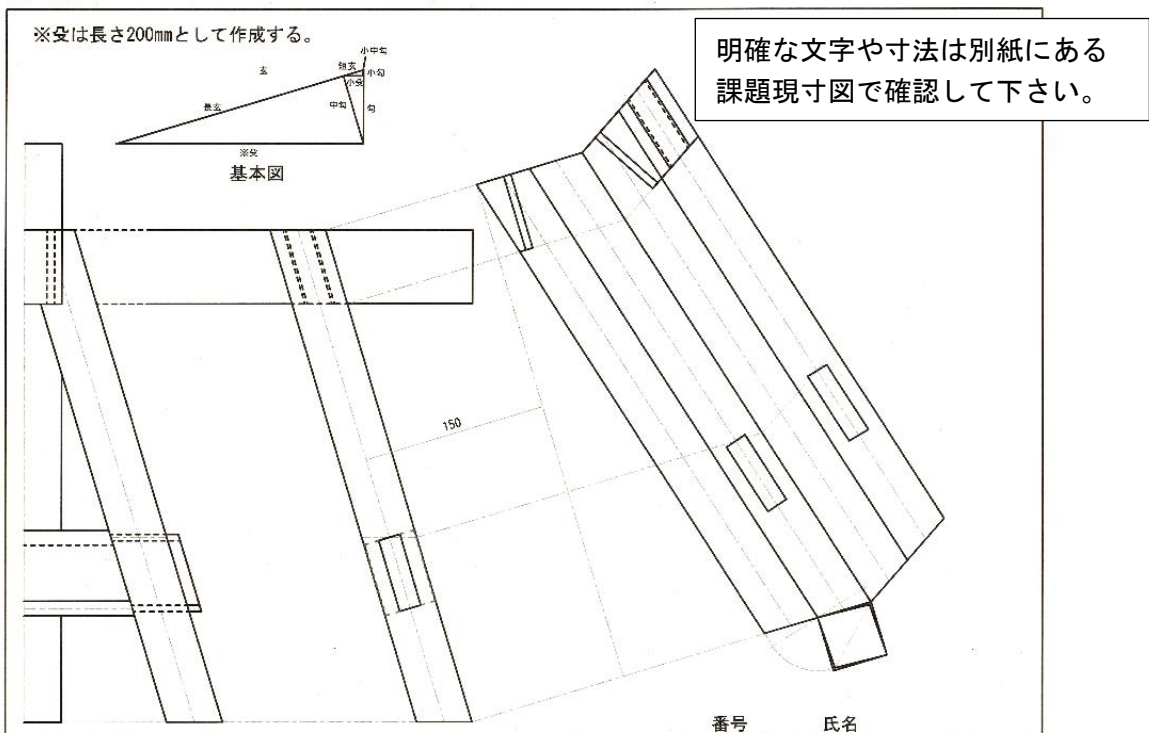 ※殳は長さ200mmとして作成する。
明確な文字や寸法は別紙にある
課題現寸図で確認して下さい。
小中勾
玄
短玄
小勾
小殳
長玄
中勾
勾
※殳
基本図
150
番号
氏名